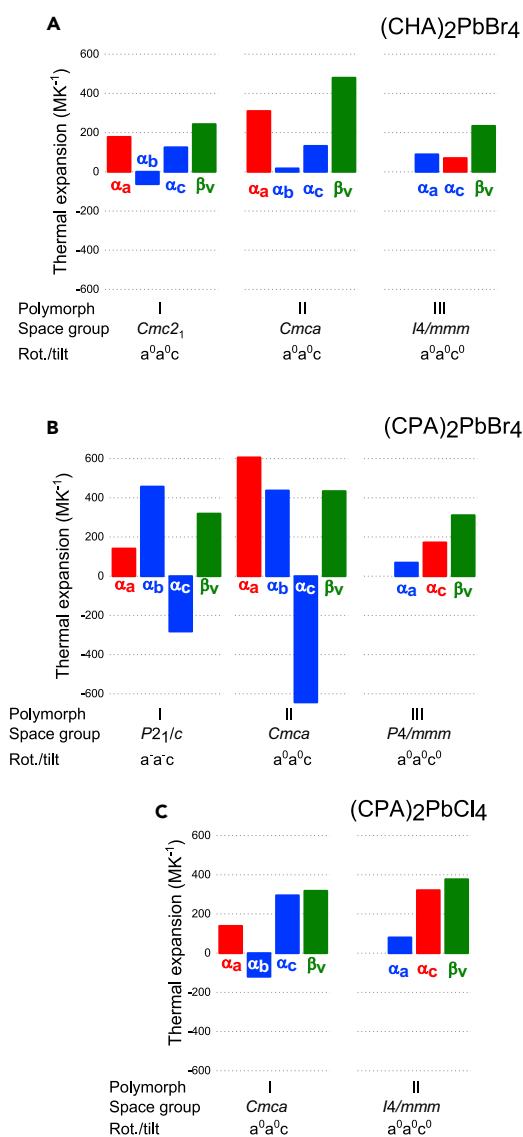 A
(CHA)2PbBr4
Thermal expansion (MK-1)
600
400
200
0
-200
-400
-600
αa αb αc βv
αa αb αc βv
αa αc βv
Polymorph I II III
Space group Cmc21 Cmca I4/mmm
Rot./tilt a0a0c a0a0c a0a0c0
B
(CPA)2PbBr4
Thermal expansion (MK-1)
600
400
200
0
-200
-400
-600
αa αb αc βv
αa αb αc βv
αa αc βv
Polymorph I II III
Space group P21/c Cmca P4/mmm
Rot./tilt a-a-c a0a0c a0a0c0
C
(CPA)2PbCl4
Thermal expansion (MK-1)
600
400
200
0
-200
-400
-600
αa αb αc βv
αa αc βv
Polymorph I II
Space group Cmca I4/mmm
Rot./tilt a0a0c a0a0c0